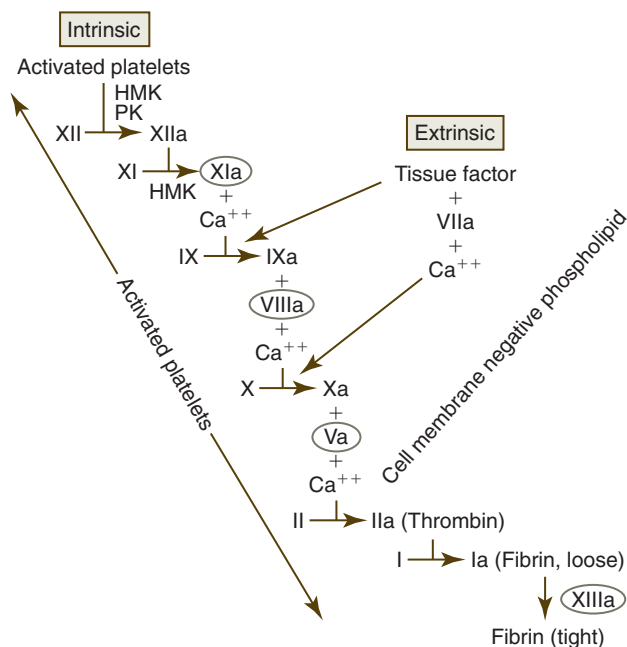 Intrinsic
Activated platelets
HMK
PK
XII
XIIa
XI
XIa
HMK
+
Ca++
IX
IXa
+
VIIIa
+
Ca++
X
Xa
+
Va
+
Ca++
II
IIa (Thrombin)
I
Ia (Fibrin, loose)
XIIIa
Fibrin (tight)
Extrinsic
Tissue factor
+
VIIa
+
Ca++
Activated platelets
Cell membrane negative phospholipid